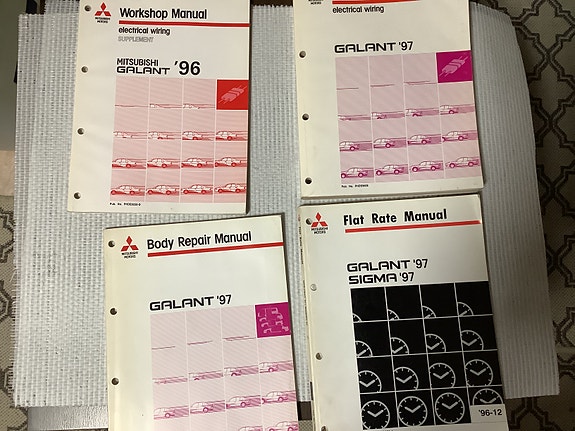 MITSUBISHI
MOTORS
Workshop Manual
electrical wiring
SUPPLEMENT
MITSUBISHI
GALANT '96
MOTORS
electrical wiring
GALANT '97
MITSUBISHI
MOTORS
Body Repair Manual
GALANT '97
MITSUBISHI
MOTORS
Flat Rate Manual
GALANT '97
SIGMA '97
'96-12